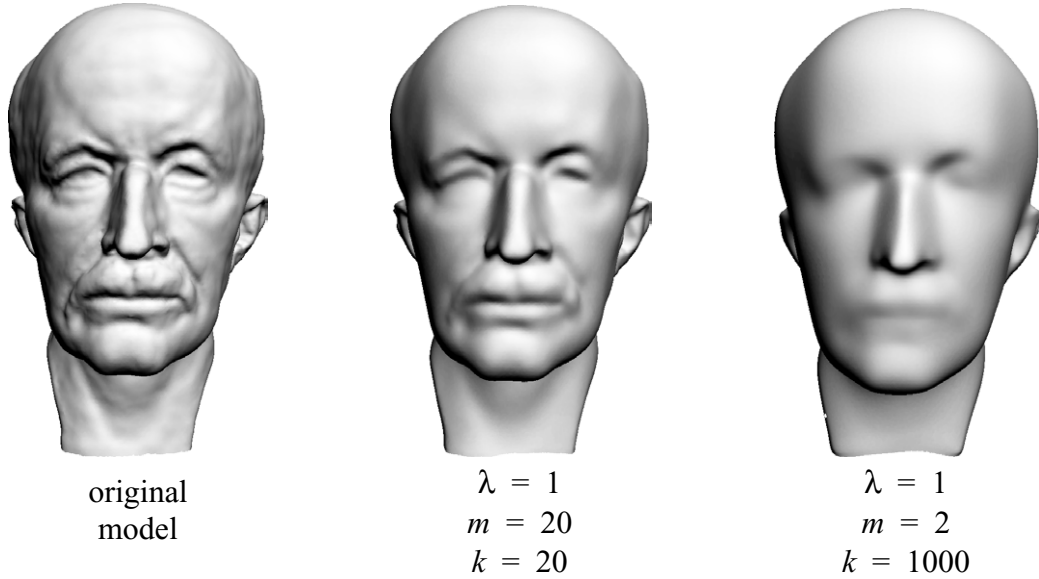 original
model
λ = 1
m = 20
k = 20
λ = 1
m = 2
k = 1000